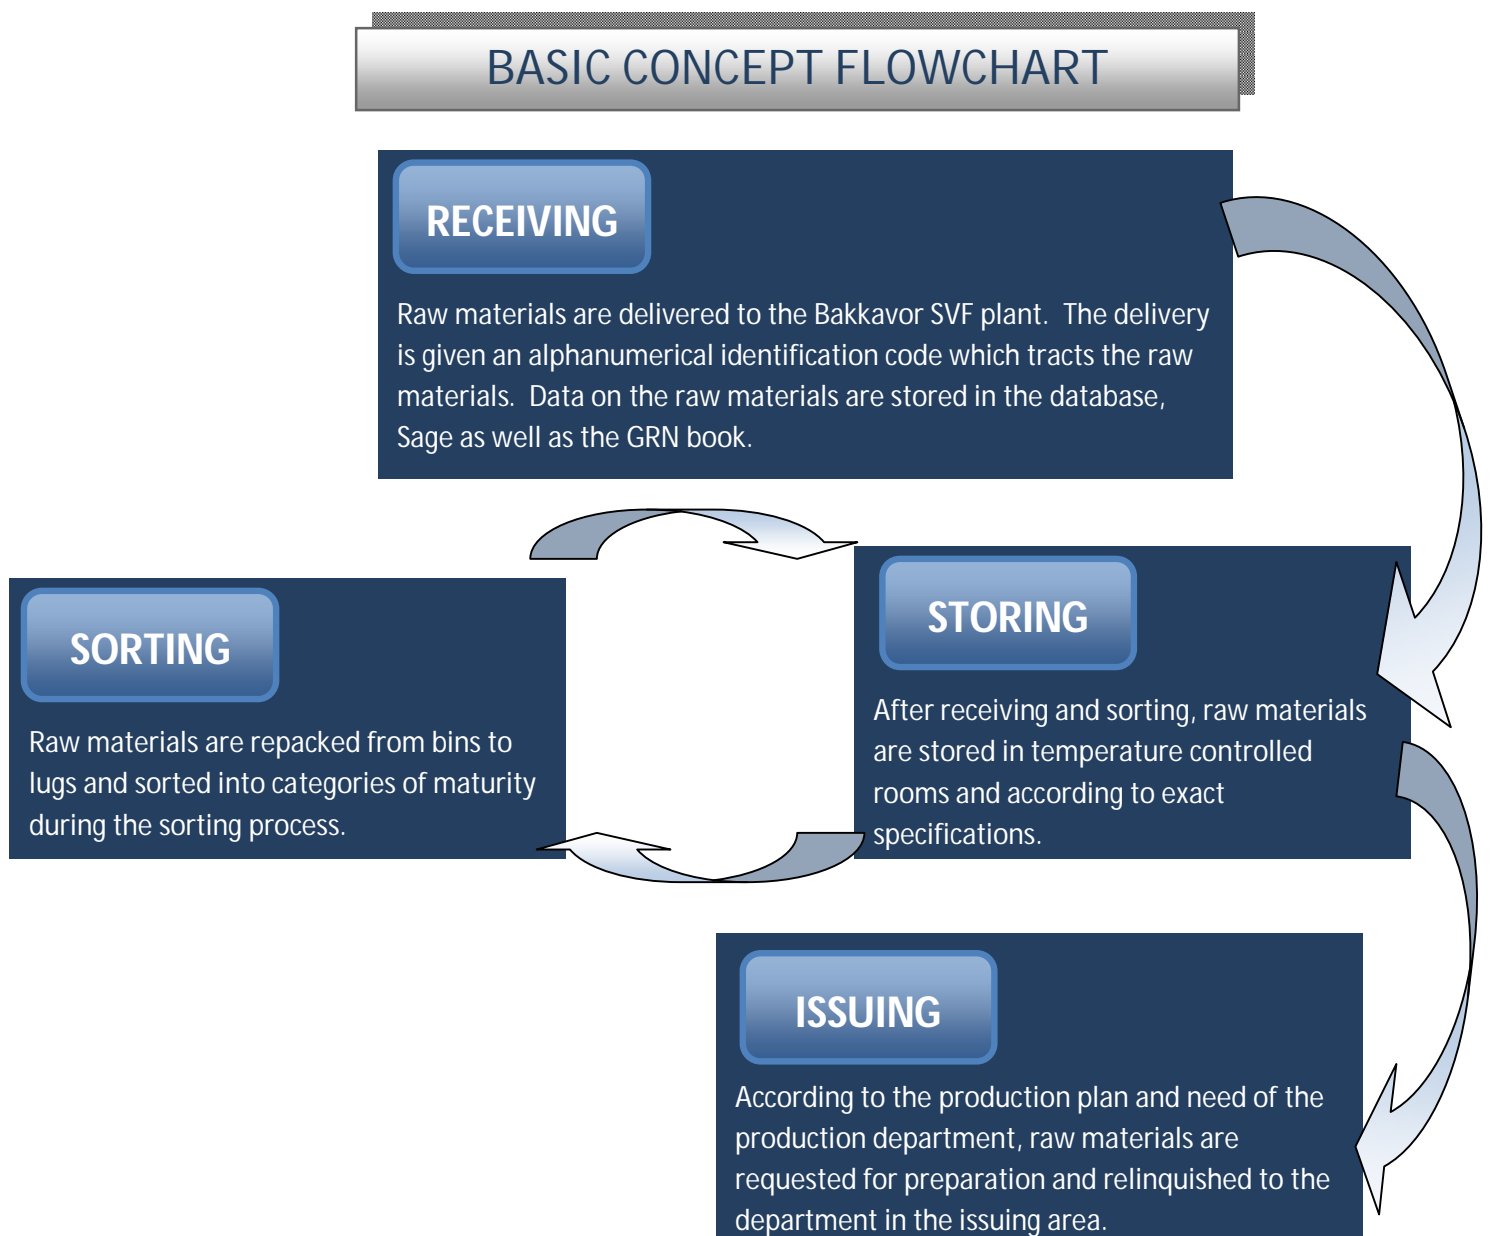 BASIC CONCEPT FLOWCHART
RECEIVING
Raw materials are delivered to the Bakkavor SVF plant.  The delivery
is given an alphanumerical identification code which tracts the raw
materials.  Data on the raw materials are stored in the database,
Sage as well as the GRN book.
SORTING
Raw materials are repacked from bins to
lugs and sorted into categories of maturity
during the sorting process.
STORING
After receiving and sorting, raw materials
are stored in temperature controlled
rooms and according to exact
specifications.
ISSUING
According to the production plan and need of the
production department, raw materials are
requested for preparation and relinquished to the
department in the issuing area.